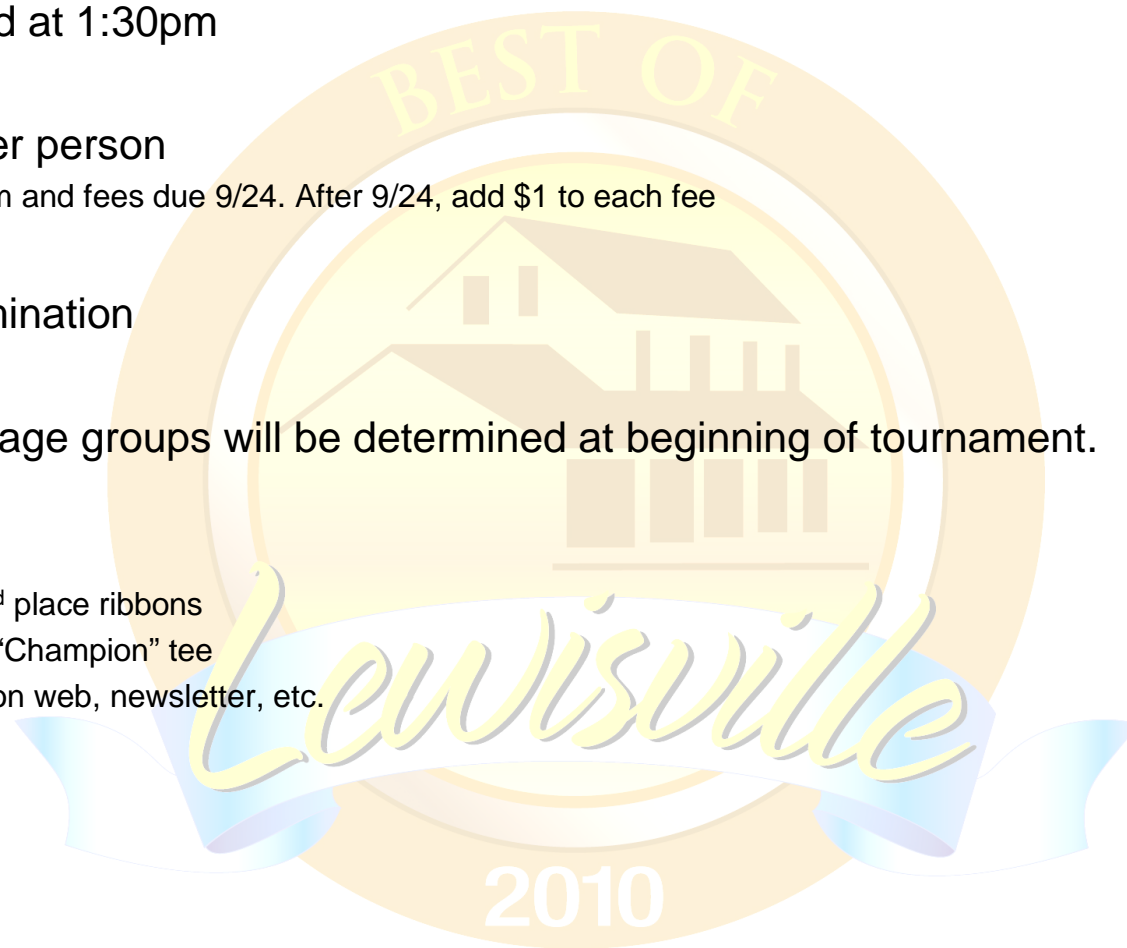 d at 1:30pm
BEST OF
er person
n and fees due 9/24. After 9/24, add $1 to each fee
nination
age groups will be determined at beginning of tournament.
d place ribbons
“Champion” tee
on web, newsletter, etc.
Lewisville
2010